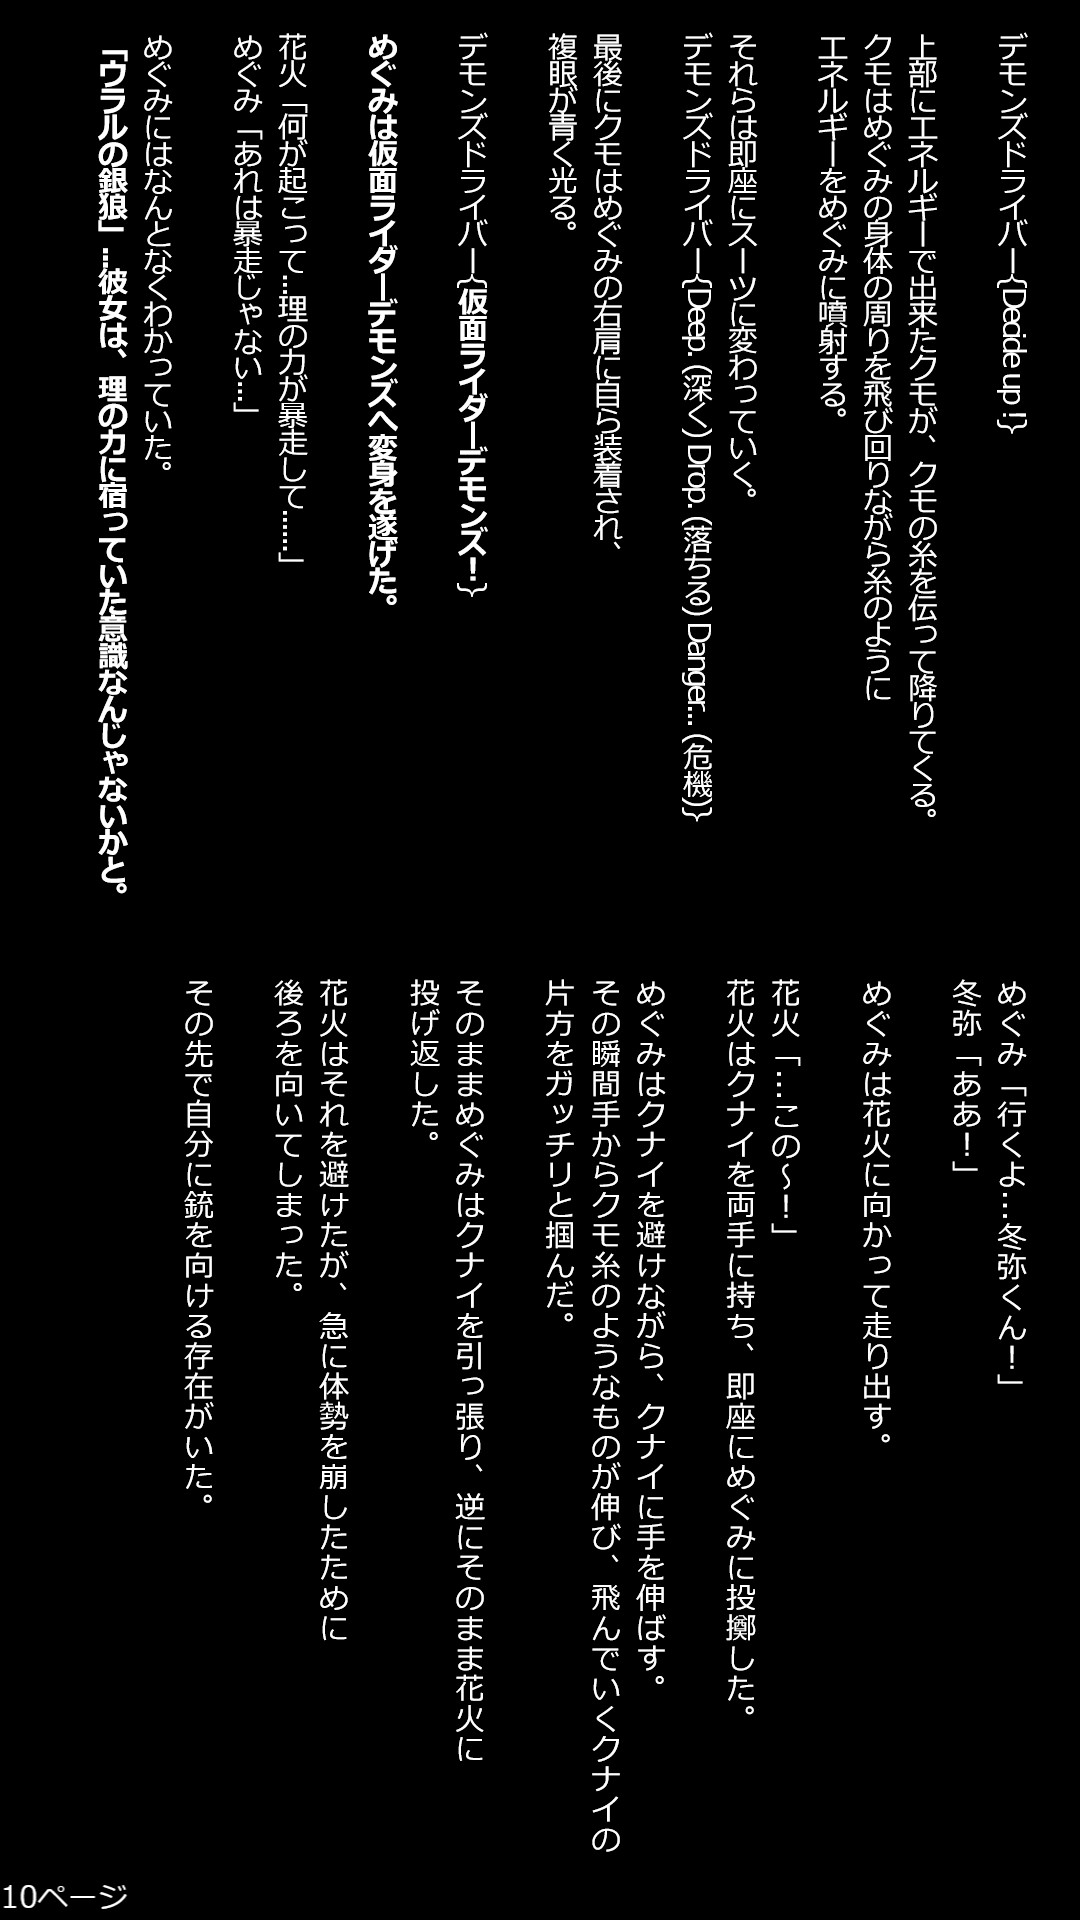 デモンズドライバー{Decide up !}
上部にエネルギーで出来たクモが、クモの糸を伝って降りてくる。
クモはめぐみの身体の周りを飛び回りながら糸のように
エネルギーをめぐみに噴射する。
それらは即座にスーツに変わっていく。
デモンズドライバー{Deep. (深く) Drop. (落ちる) Danger... (危機)}
最後にクモはめぐみの右肩に自ら装着され、
複眼が青く光る。
デモンズドライバー{仮面ライダーデモンズ！}
めぐみは仮面ライダーデモンズへ変身を遂げた。
花火「何が起こって…理の力が暴走して……」
めぐみ「あれは暴走じゃない…」
めぐみにはなんとなくわかっていた。
「ウラルの銀狼」…彼女は、理の力に宿っていた意識なんじゃないかと。
めぐみ「行くよ…冬弥くん！」
冬弥「ああ！」
めぐみは花火に向かって走り出す。
花火「…この～！」
花火はクナイを両手に持ち、即座にめぐみに投擲した。
めぐみはクナイを避けながら、クナイに手を伸ばす。
その瞬間手からクモ糸のようなものが伸び、飛んでいくクナイの
片方をガッチリと掴んだ。
そのままめぐみはクナイを引っ張り、逆にそのまま花火に
投げ返した。
花火はそれを避けたが、急に体勢を崩したために
後ろを向いてしまった。
その先で自分に銃を向ける存在がいた。
10ページ